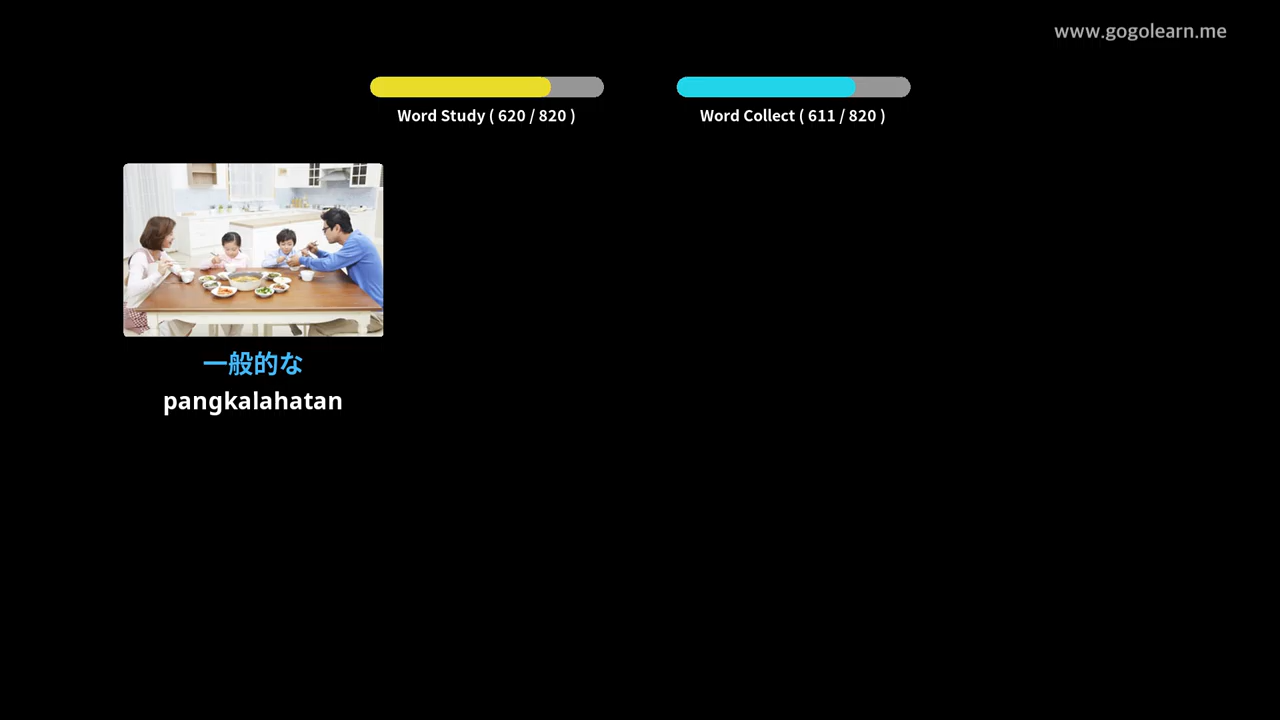 www.gogolearn.me
Word Study ( 620 / 820 )
Word Collect ( 611 / 820 )
一般的な
pangkalahatan